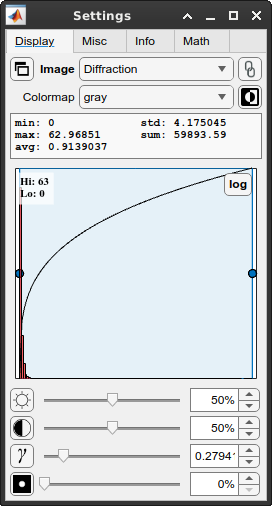 Settings
Display Misc Info Math
Image Diffraction
Colormap gray
min: 0 std: 4.175045
max: 62.96851 sum: 59893.59
avg: 0.9139037
Hi: 63 log
Lo: 0
50%
50%
γ 0.2794
0%